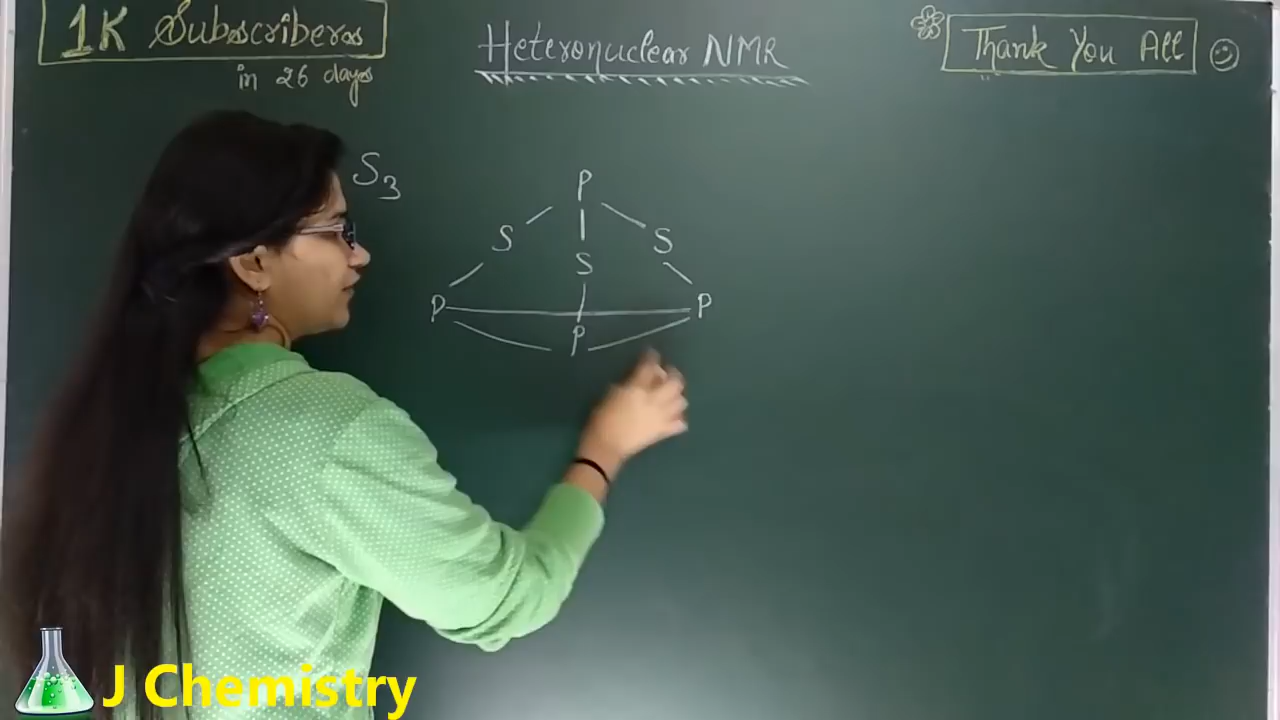 1K Subscribers
in 26 days
Heteronuclear NMR
Thank You All
S3
P
S S
S
P P
P
J Chemistry